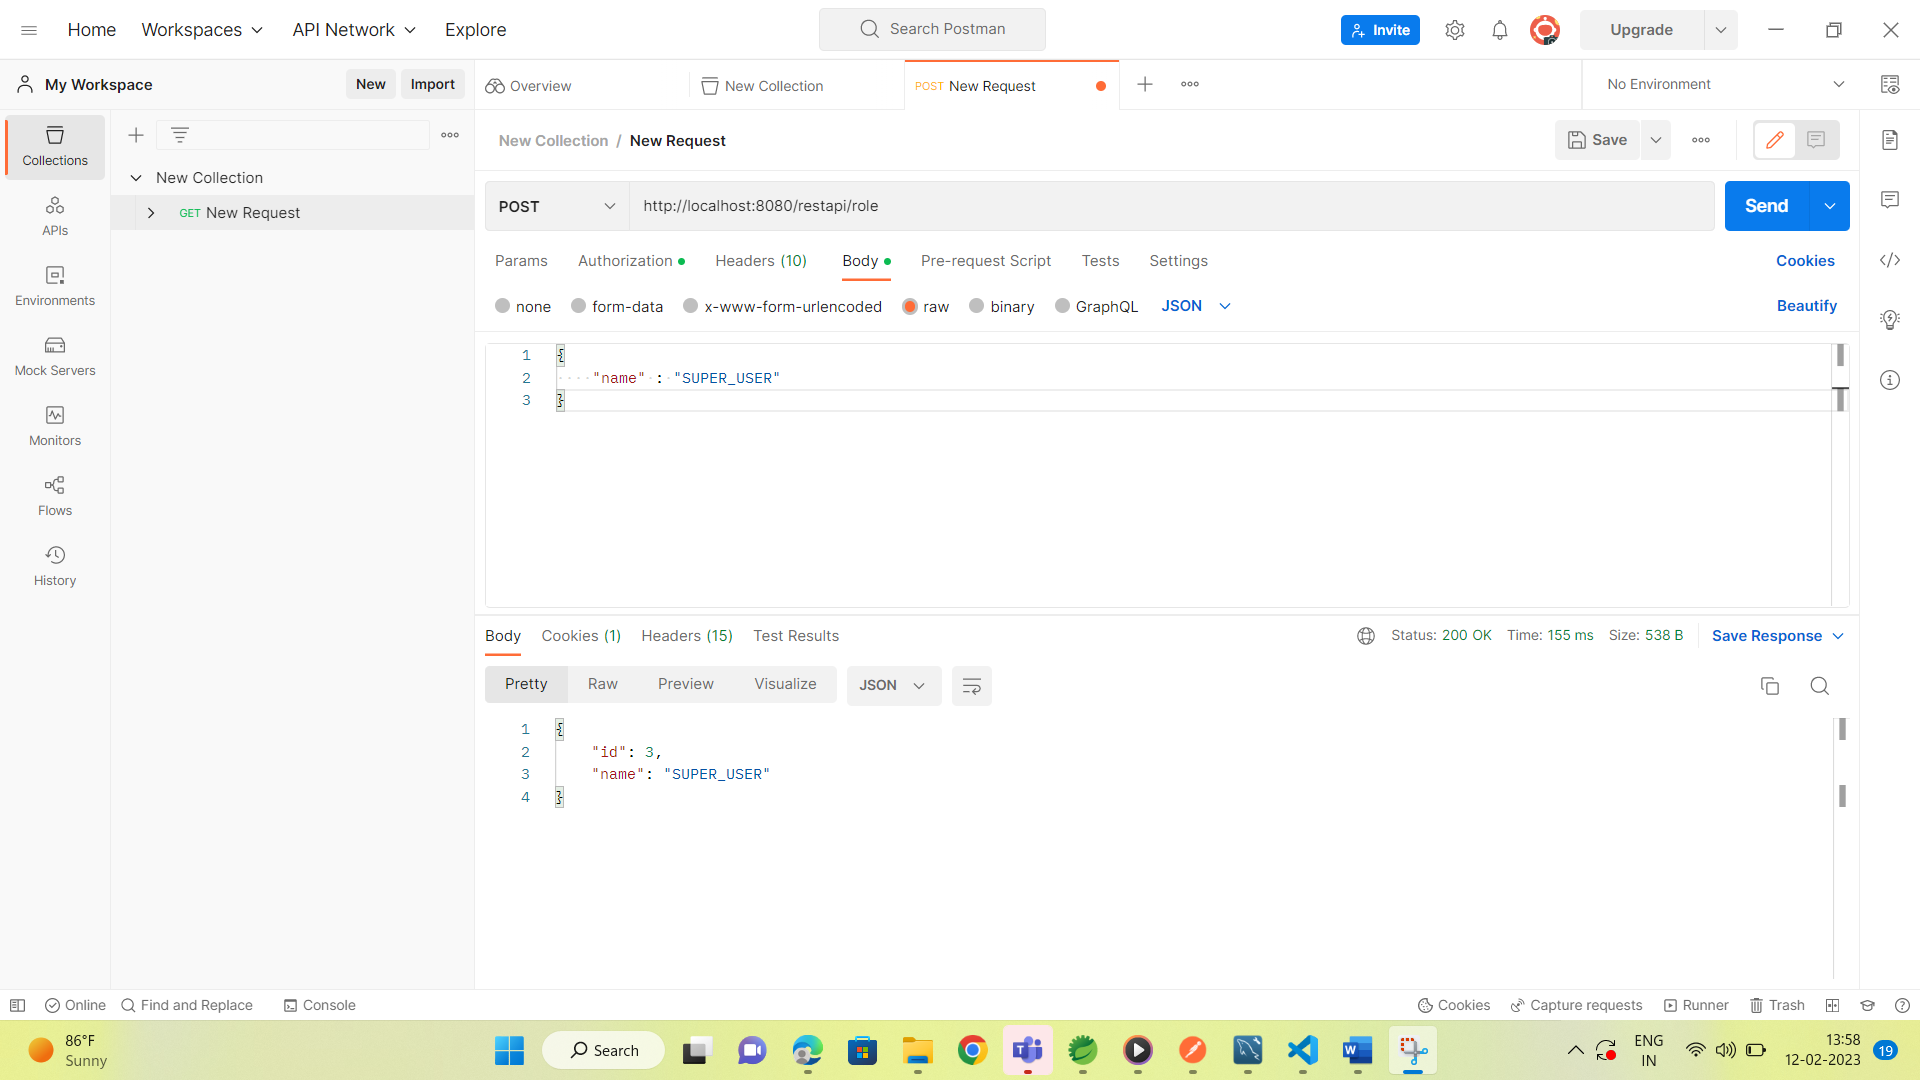 Home
Workspaces
API Network
Explore
Search Postman
Invite
Upgrade
My Workspace
New
Import
Overview
New Collection
POST New Request
No Environment
Collections
APIs
Environments
Mock Servers
Monitors
Flows
History
New Collection
GET New Request
New Collection / New Request
Save
POST
http://localhost:8080/restapi/role
Send
Params
Authorization
Headers (10)
Body
Pre-request Script
Tests
Settings
Cookies
none
form-data
x-www-form-urlencoded
raw
binary
GraphQL
JSON
Beautify
1 {
2 "name" : "SUPER_USER"
3 }
Body
Cookies (1)
Headers (15)
Test Results
Status: 200 OK
Time: 155 ms
Size: 538 B
Save Response
Pretty
Raw
Preview
Visualize
JSON
1 {
2 "id": 3,
3 "name": "SUPER_USER"
4 }
Online
Find and Replace
Console
Cookies
Capture requests
Runner
Trash
86°F
Sunny
Search
ENG
IN
13:58
12-02-2023
19